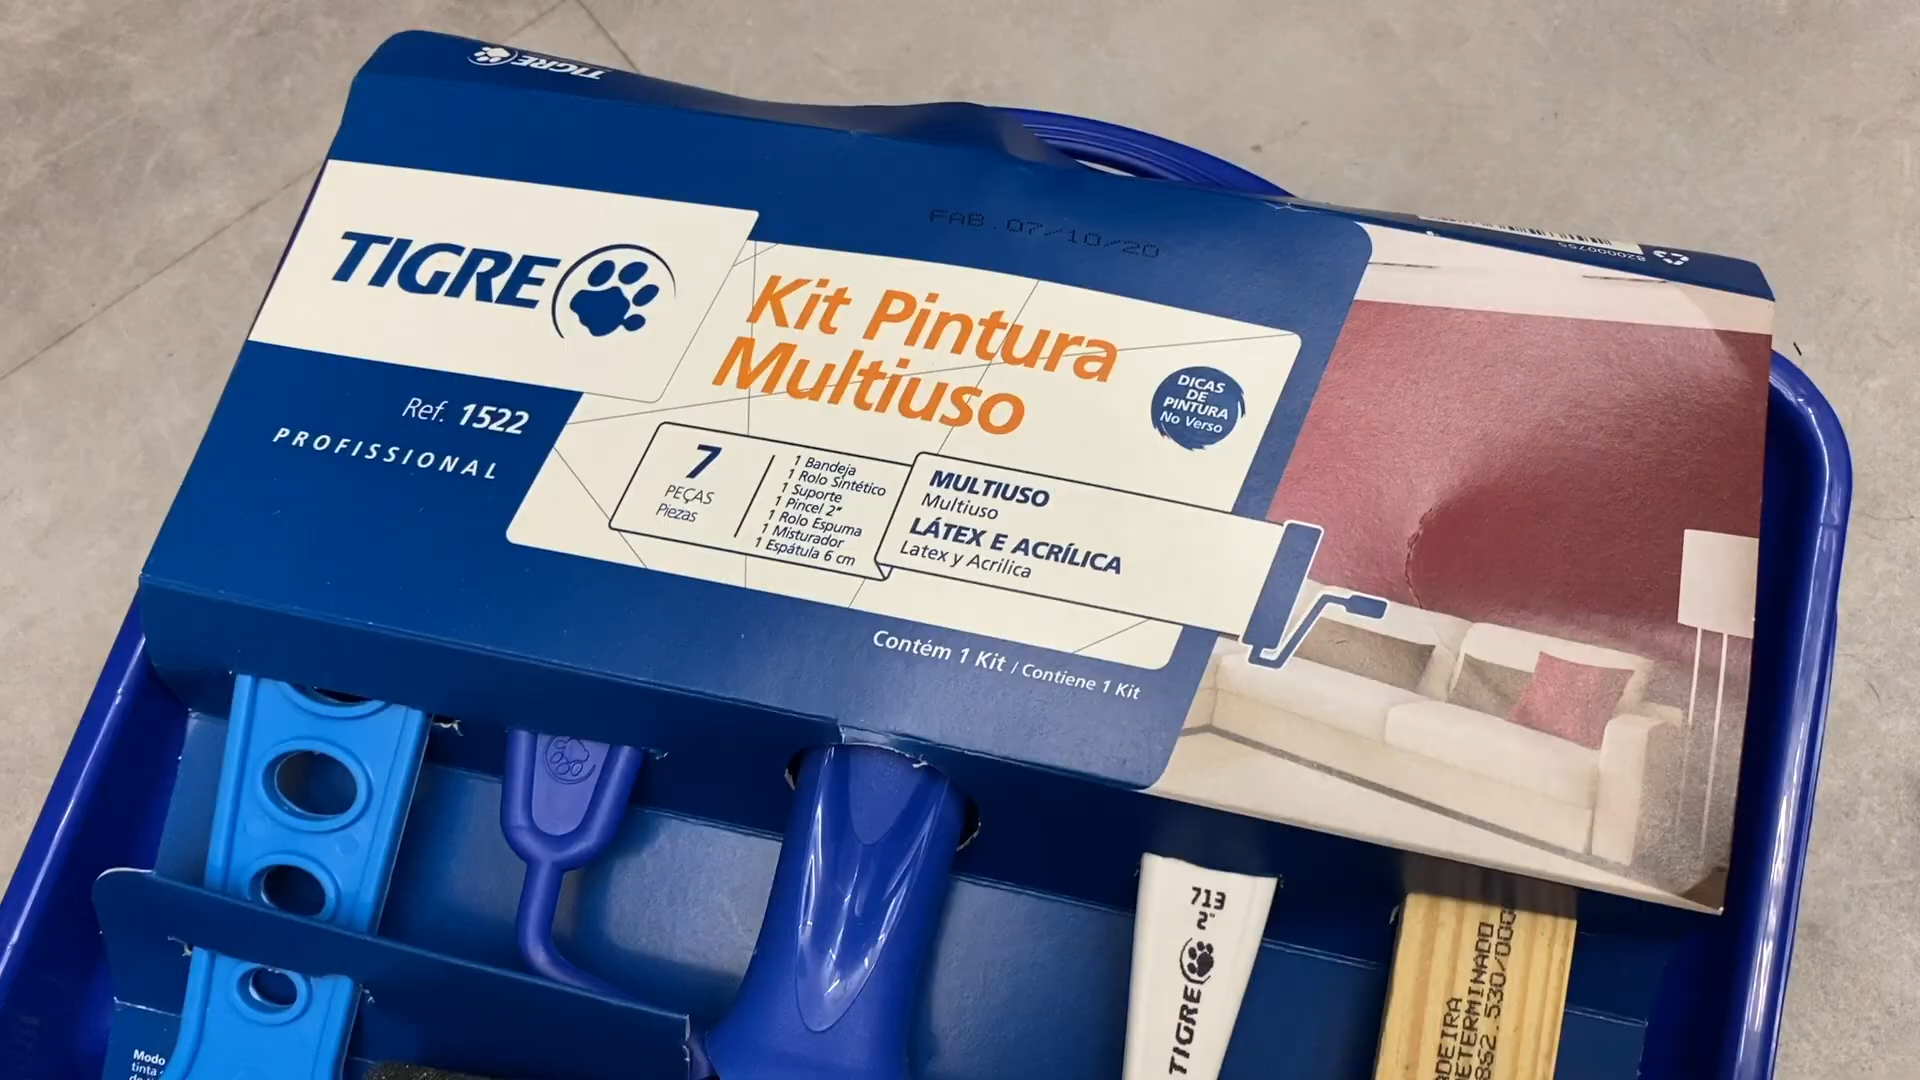 TIGRE
FAB.07/10/20
82000755
TIGRE
Kit Pintura
Multiuso
DICAS
DE
PINTURA
No Verso
Ref. 1522
PROFISSIONAL
7
PEÇAS
Piezas
1 Bandeja
1 Rolo Sintético
1 Suporte
1 Pincel 2"
1 Rolo Espuma
1 Misturador
1 Espátula 6 cm
MULTIUSO
Multiuso
LÁTEX E ACRÍLICA
Latex y Acrilica
Contém 1 Kit / Contiene 1 Kit
713
2"
TIGRE
Modo
tinta